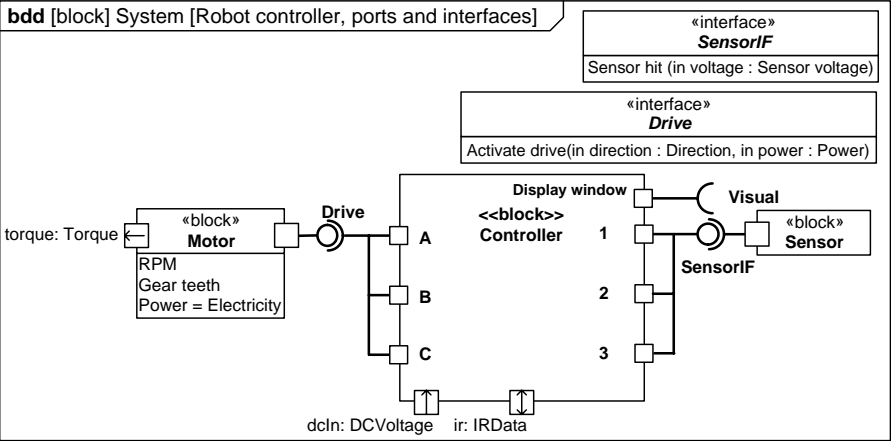 bdd [block] System [Robot controller, ports and interfaces]
«interface»
SensorIF
Sensor hit (in voltage : Sensor voltage)
«interface»
Drive
Activate drive(in direction : Direction, in power : Power)
Display window
Visual
<<block>>
Controller
Drive
torque: Torque
«block»
Motor
RPM
Gear teeth
Power = Electricity
A
B
C
1
2
3
SensorIF
«block»
Sensor
dcIn: DCVoltage
ir: IRData